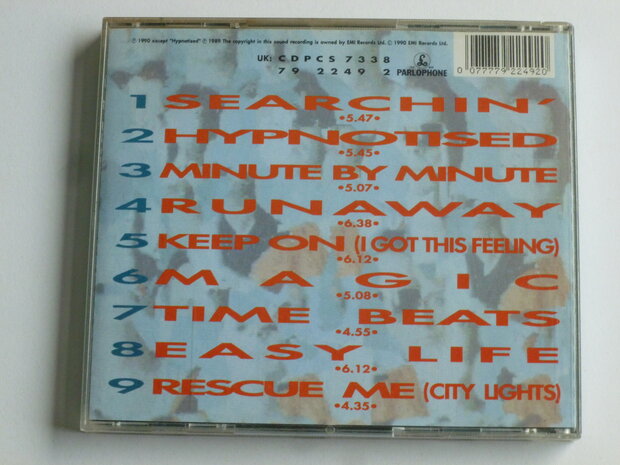 ℗ 1990 except "Hypnotised" ℗ 1989 The copyright in this sound recording is owned by EMI Records Ltd. © 1990 EMI Records Ltd.
UK: CDPCS 7338
79 2249 2
PARLOPHONE
0 077779 224920
1 SEARCHIN'
•5.47•
2 HYPNOTISED
•5.45•
3 MINUTE BY MINUTE
•5.07•
4 RUNAWAY
•6.38•
5 KEEP ON (I GOT THIS FEELING)
•6.12•
6 MAGIC
•5.08•
7 TIME BEATS
•4.55•
8 EASY LIFE
•6.12•
9 RESCUE ME (CITY LIGHTS)
•4.35•